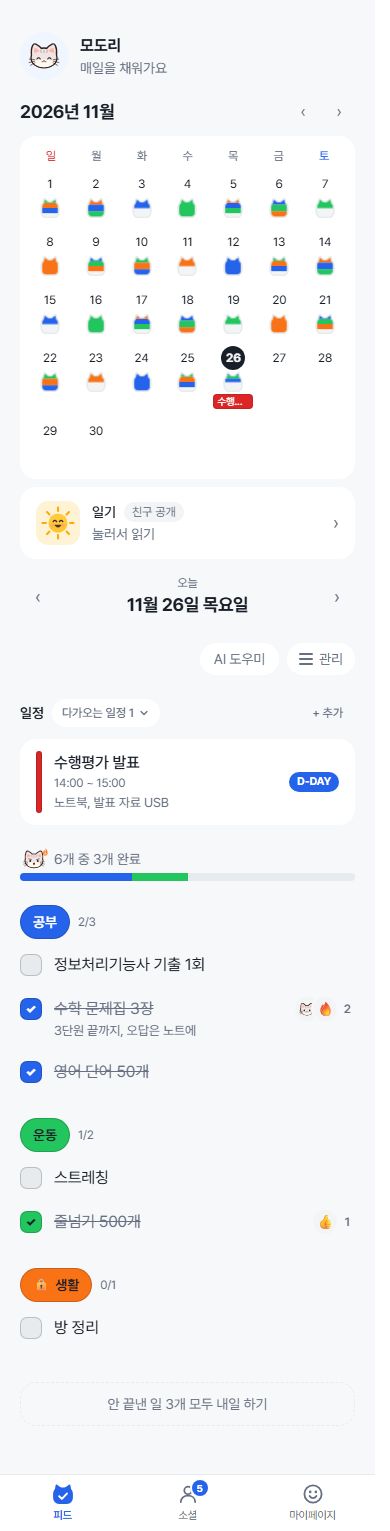 모도리
매일을 채워가요
2026년 11월
‹ ›
일 월 화 수 목 금 토
1 2 3 4 5 6 7
8 9 10 11 12 13 14
15 16 17 18 19 20 21
22 23 24 25 26 27 28
수행...
29 30
일기 친구 공개
눌러서 읽기
›
오늘
‹ 11월 26일 목요일 ›
AI 도우미 관리
일정 다가오는 일정 1 + 추가
수행평가 발표
14:00 ~ 15:00
D-DAY
노트북, 발표 자료 USB
6개 중 3개 완료
공부 2/3
정보처리기능사 기출 1회
수학 문제집 3장 2
3단원 끝까지, 오답은 노트에
영어 단어 50개
운동 1/2
스트레칭
줄넘기 500개 1
생활 0/1
방 정리
안 끝낸 일 3개 모두 내일 하기
5
피드 소셜 마이페이지